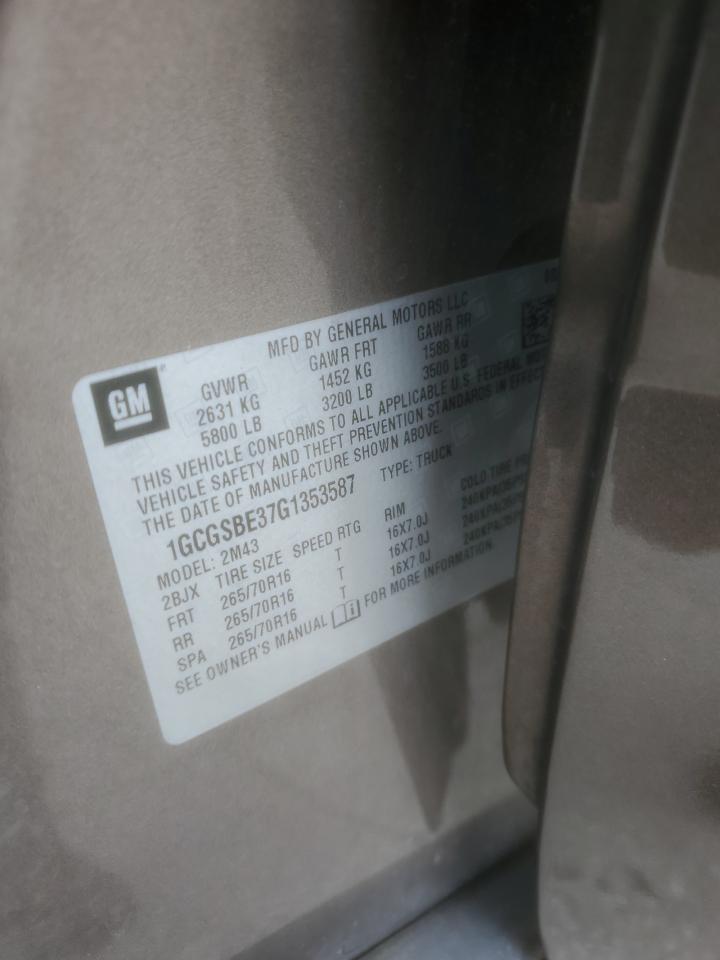 GM
MFD BY GENERAL MOTORS LLC
GVWR GAWR FRT GAWR RR
2631 KG 1452 KG 1588 KG
5800 LB 3200 LB 3500 LB
THIS VEHICLE CONFORMS TO ALL APPLICABLE U.S. FEDERAL
VEHICLE SAFETY AND THEFT PREVENTION STANDARDS IN EFFECT
THE DATE OF MANUFACTURE SHOWN ABOVE.
1GCGSBE37G1353587 TYPE: TRUCK
MODEL: 2M43
2BJX TIRE SIZE SPEED RTG RIM COLD TIRE
FRT 265/70R16 T 16X7.0J
RR 265/70R16 T 16X7.0J
SPA 265/70R16 T 16X7.0J
SEE OWNER'S MANUAL FOR MORE INFORMATION.